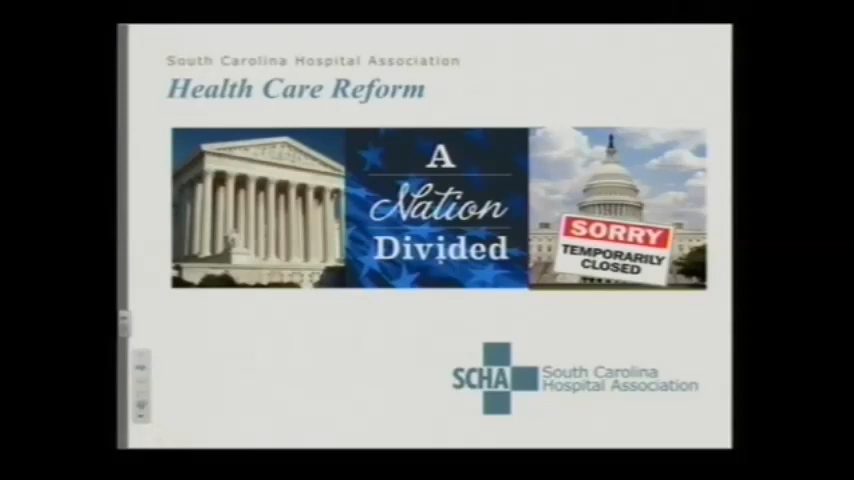 South Carolina Hospital Association
Health Care Reform
A
Nation
Divided
SORRY
TEMPORARILY
CLOSED
SCHA
South Carolina
Hospital Association